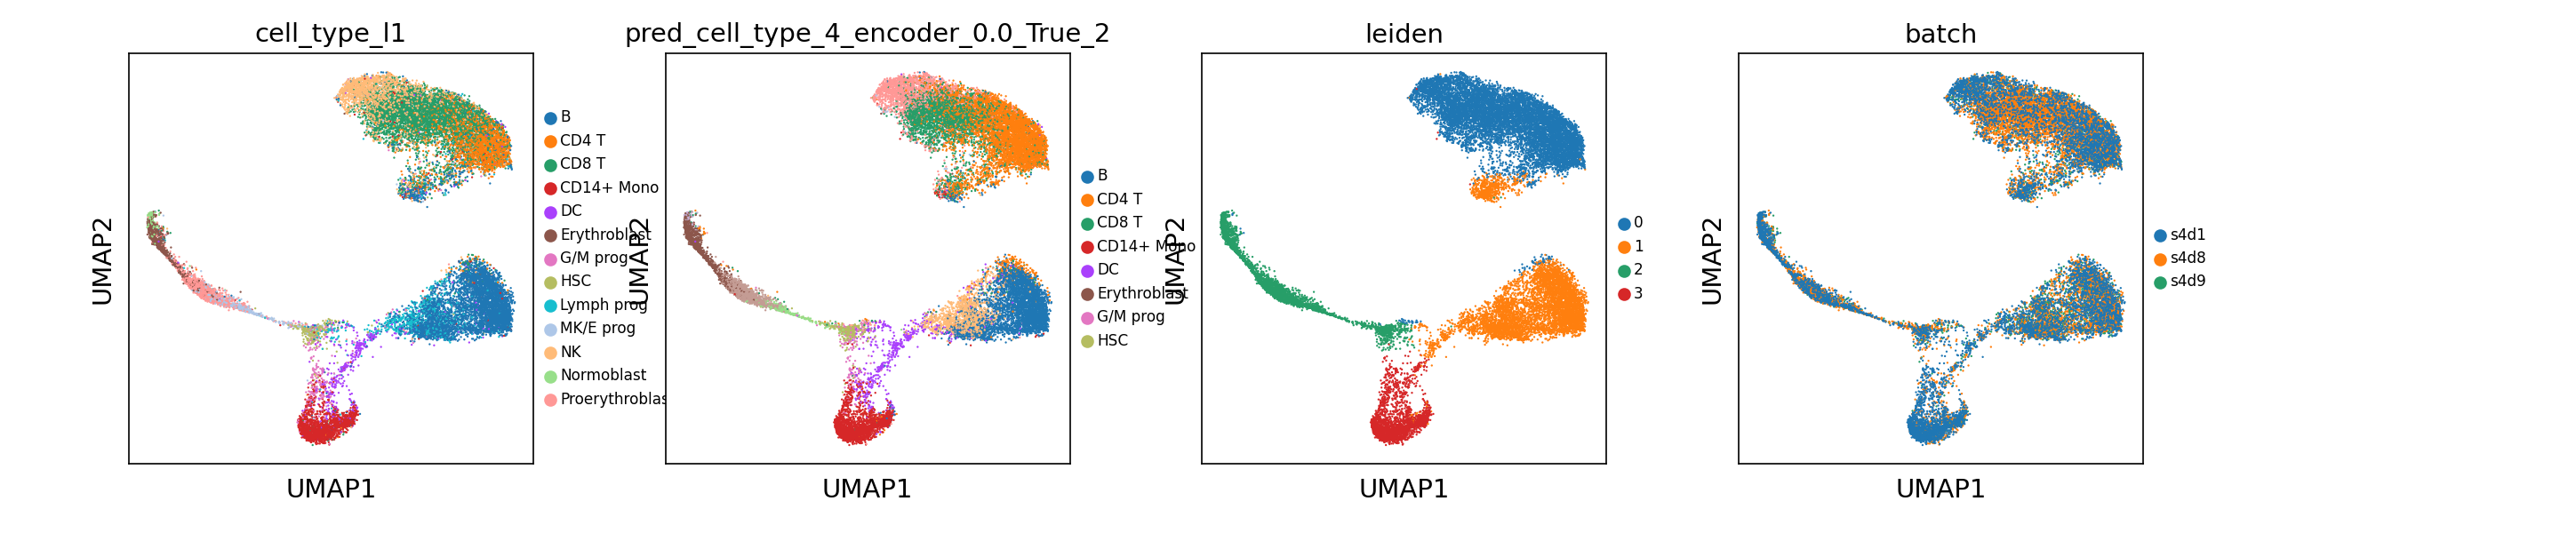 cell_type_l1
pred_cell_type_4_encoder_0.0_True_2
leiden
batch
UMAP2
UMAP1
B
CD4 T
CD8 T
CD14+ Mono
DC
Erythroblast
G/M prog
HSC
Lymph prog
MK/E prog
NK
Normoblast
Proerythroblas
UMAP2
UMAP1
B
CD4 T
CD8 T
CD14+ Mono
DC
Erythroblast
G/M prog
HSC
UMAP2
UMAP1
0
1
2
3
UMAP2
UMAP1
s4d1
s4d8
s4d9